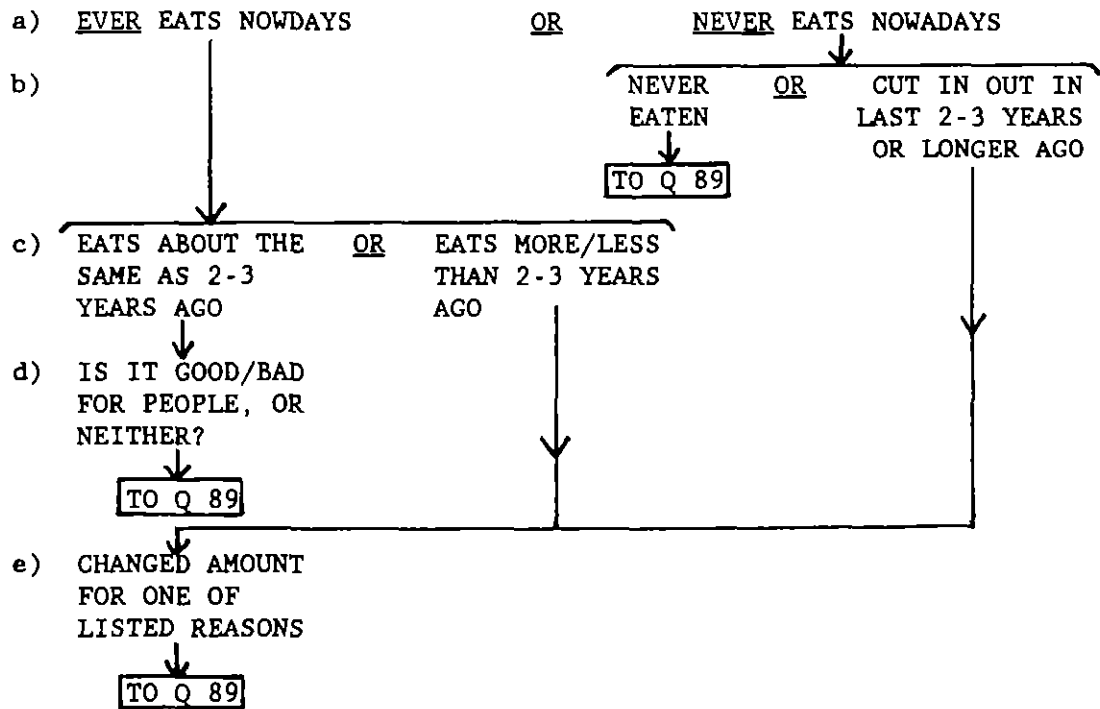 a) EVER EATS NOWDAYS OR NEVER EATS NOWADAYS
b) NEVER OR CUT IN OUT IN
EATEN LAST 2-3 YEARS
OR LONGER AGO
TO Q 89
c) EATS ABOUT THE OR EATS MORE/LESS
SAME AS 2-3 THAN 2-3 YEARS
YEARS AGO AGO
d) IS IT GOOD/BAD
FOR PEOPLE, OR
NEITHER?
TO Q 89
e) CHANGED AMOUNT
FOR ONE OF
LISTED REASONS
TO Q 89